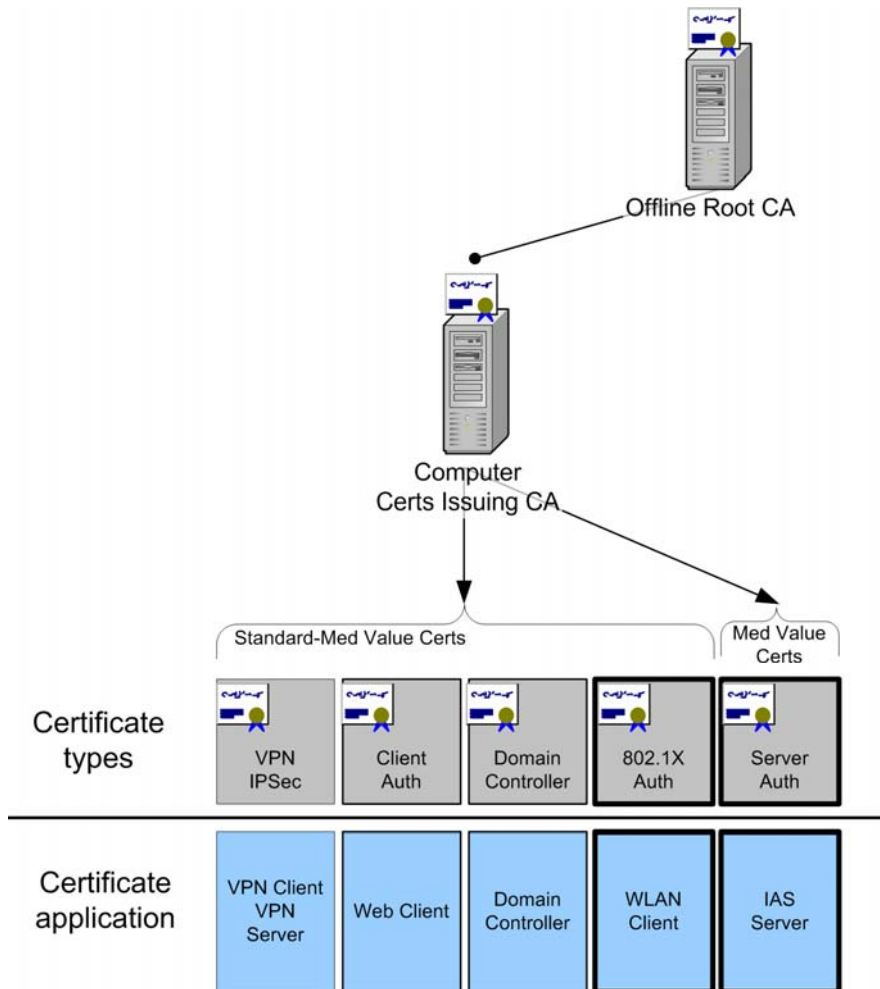 Offline Root CA
Computer
Certs Issuing CA
Standard-Med Value Certs
Med Value
Certs
Certificate
types
VPN
IPSec
Client
Auth
Domain
Controller
802.1X
Auth
Server
Auth
Certificate
application
VPN Client
VPN
Server
Web Client
Domain
Controller
WLAN
Client
IAS
Server